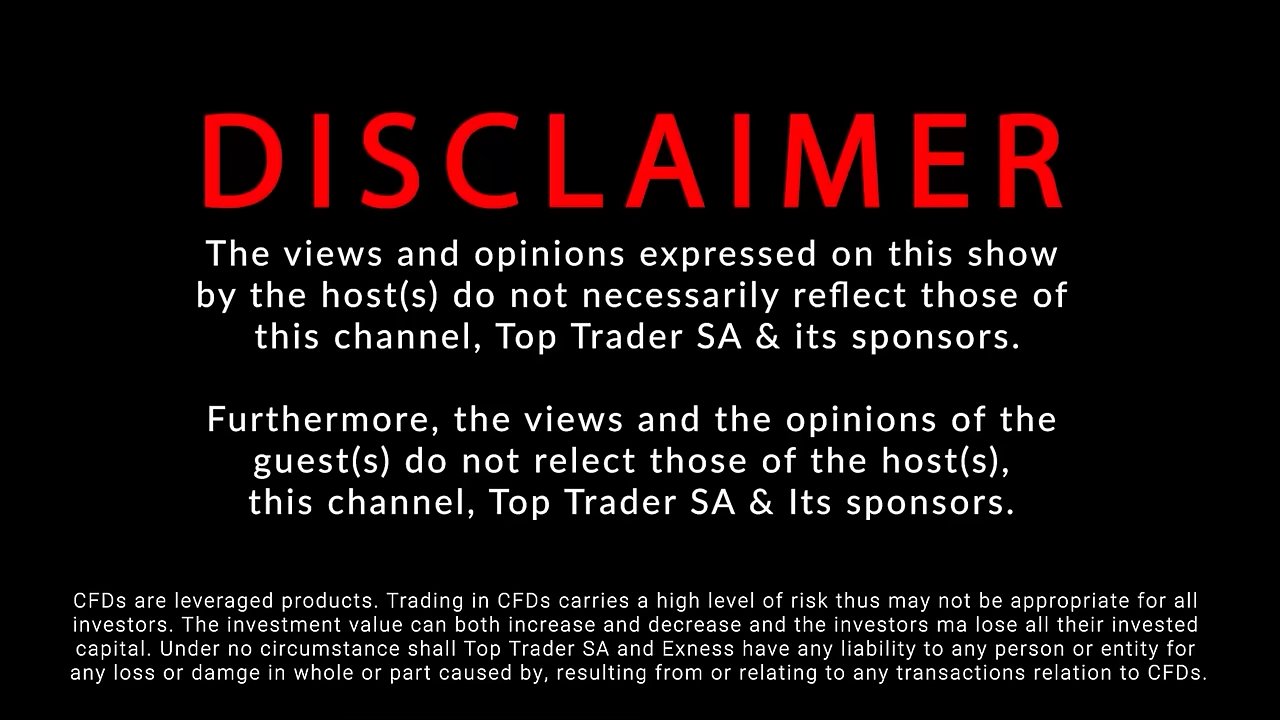 DISCLAIMER
The views and opinions expressed on this show
by the host(s) do not necessarily reflect those of
this channel, Top Trader SA & its sponsors.
Furthermore, the views and the opinions of the
guest(s) do not relect those of the host(s),
this channel, Top Trader SA & Its sponsors.
CFDs are leveraged products. Trading in CFDs carries a high level of risk thus may not be appropriate for all
investors. The investment value can both increase and decrease and the investors ma lose all their invested
capital. Under no circumstance shall Top Trader SA and Exness have any liability to any person or entity for
any loss or damge in whole or part caused by, resulting from or relating to any transactions relation to CFDs.